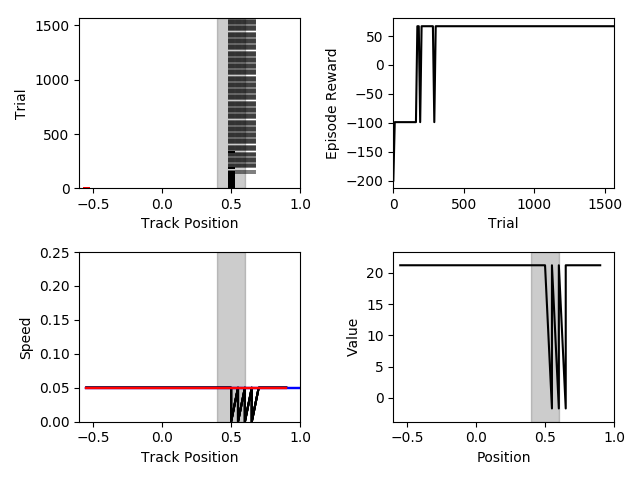 1500
1000
500
0
−0.5 0.0 0.5 1.0
Track Position
Trial
50
0
−50
−100
−150
−200
0 500 1000 1500
Trial
Episode Reward
0.25
0.20
0.15
0.10
0.05
0.00
−0.5 0.0 0.5 1.0
Track Position
Speed
20
15
10
5
0
−0.5 0.0 0.5 1.0
Position
Value